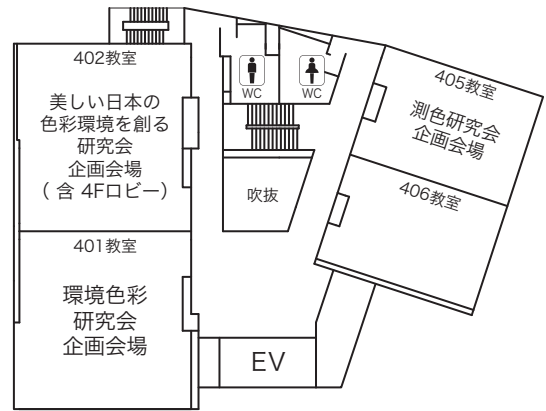 402教室
美しい日本の
色彩環境を創る
研究会
企画会場
（ 含 4Fロビー）
401教室
環境色彩
研究会
企画会場
WC
WC
吹抜
EV
405教室
測色研究会
企画会場
406教室